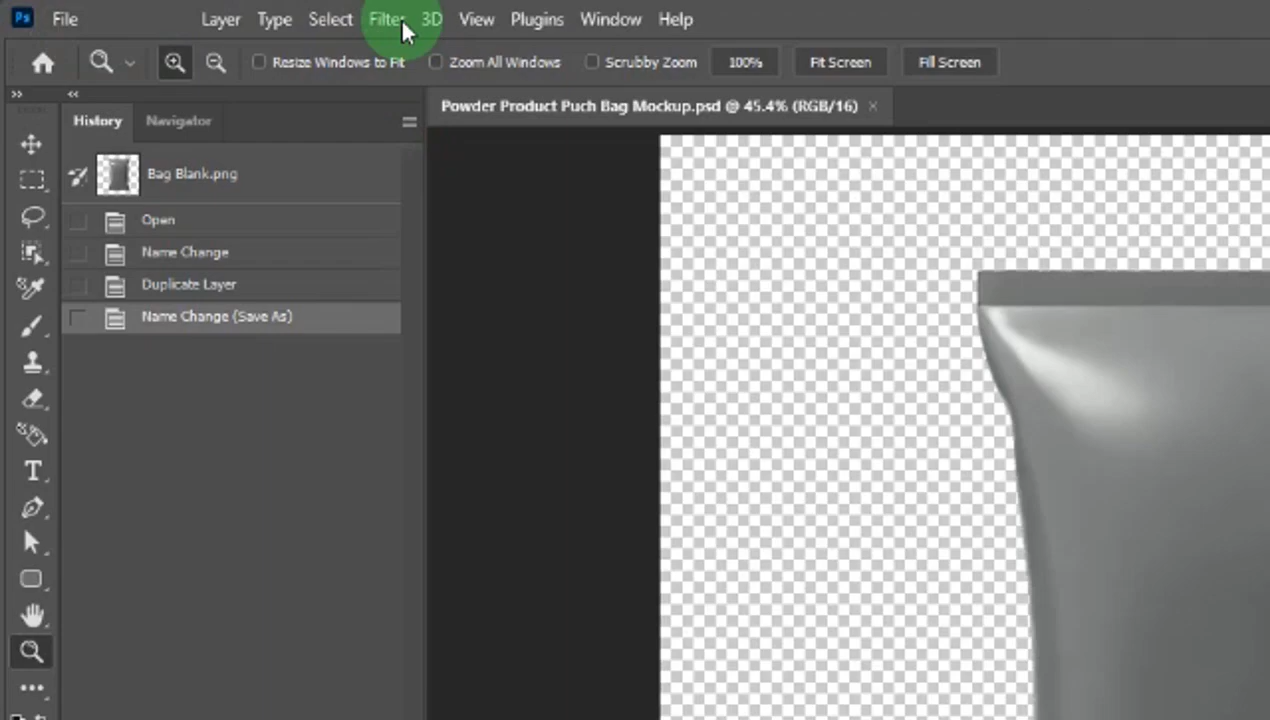 Ps File Layer Type Select Filter 3D View Plugins Window Help
Resize Windows to Fit Zoom All Windows Scrubby Zoom 100% Fit Screen Fill Screen
Powder Product Puch Bag Mockup.psd @ 45.4% (RGB/16) ×
History Navigator
Bag Blank.png
Open
Name Change
Duplicate Layer
Name Change (Save As)